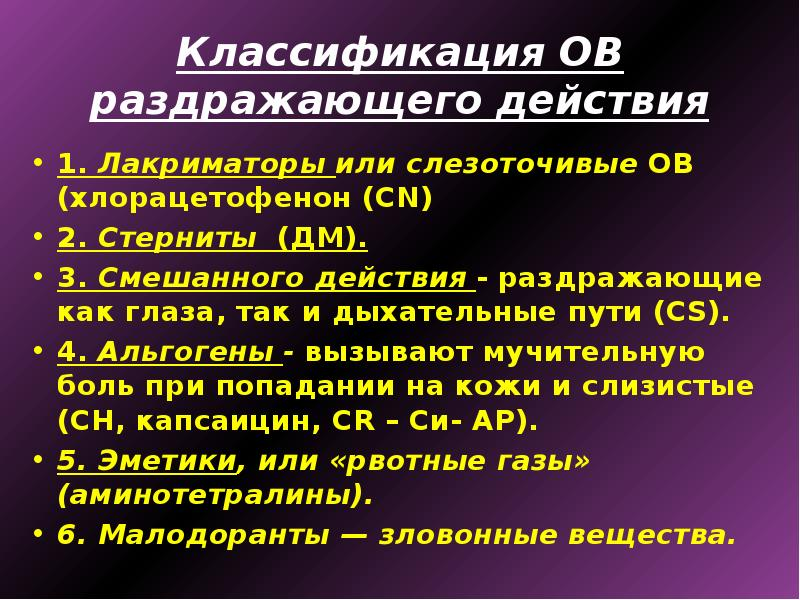 Классификация ОВ
раздражающего действия
• 1. Лакриматоры или слезоточивые ОВ
(хлорацетофенон (CN)
• 2. Стерниты (ДМ).
• 3. Смешанного действия - раздражающие
как глаза, так и дыхательные пути (CS).
• 4. Альгогены - вызывают мучительную
боль при попадании на кожи и слизистые
(CH, капсаицин, CR – Си- АР).
• 5. Эметики, или «рвотные газы»
(аминотетралины).
• 6. Малодоранты — зловонные вещества.